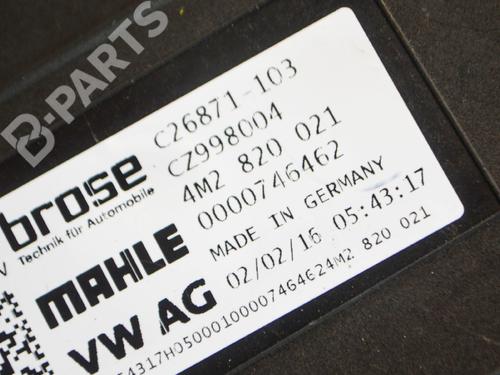 B-PARTS
C26871-103
CZ998004
4M2 820 021
0000746462
MADE IN GERMANY
02/02/16 05:43:17
brose
Technik für Automobile
MAHLE
VW AG
54317H05000100007464624M2 820 021